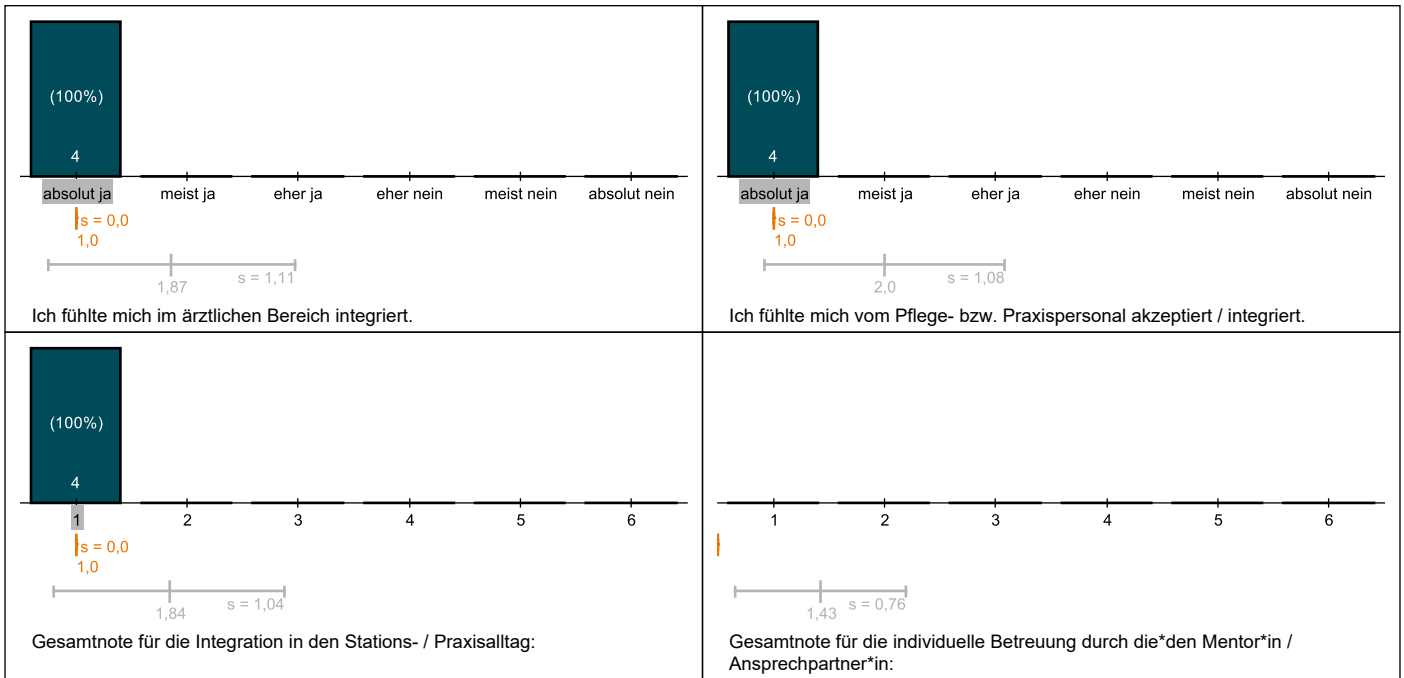 (100%)
4
absolut ja meist ja eher ja eher nein meist nein absolut nein
s = 0,0
1,0
s = 1,11
1,87
Ich fühlte mich im ärztlichen Bereich integriert.
(100%)
4
absolut ja meist ja eher ja eher nein meist nein absolut nein
s = 0,0
1,0
s = 1,08
2,0
Ich fühlte mich vom Pflege- bzw. Praxispersonal akzeptiert / integriert.
(100%)
4
1 2 3 4 5 6
s = 0,0
1,0
s = 1,04
1,84
Gesamtnote für die Integration in den Stations- / Praxisalltag:
1 2 3 4 5 6
s = 0,76
1,43
Gesamtnote für die individuelle Betreuung durch die*den Mentor*in /
Ansprechpartner*in: